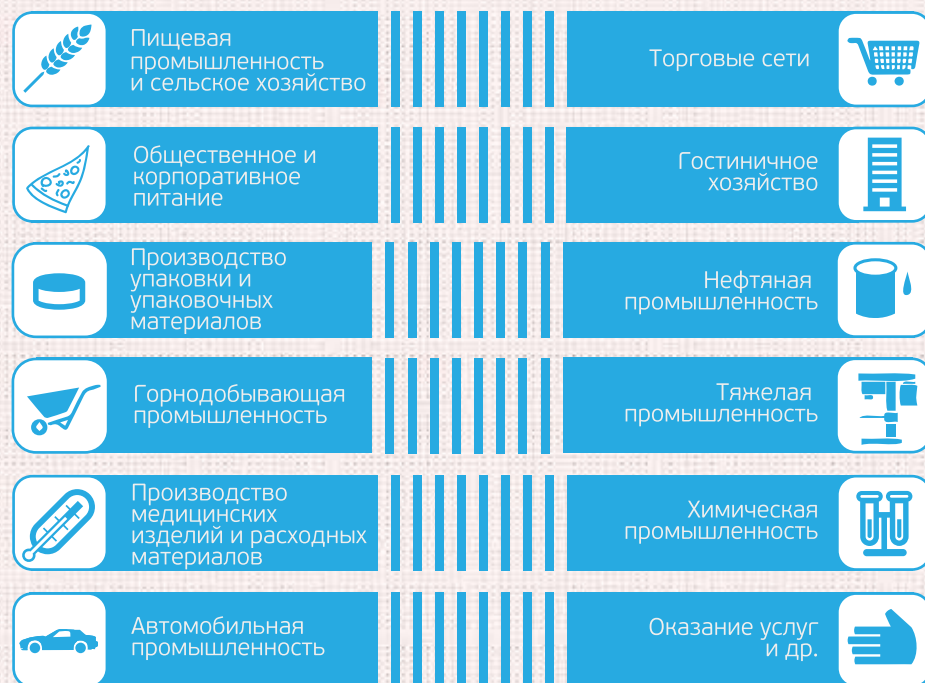 Пищевая
промышленность
и сельское хозяйство
Торговые сети
Общественное и
корпоративное
питание
Гостиничное
хозяйство
Производство
упаковки и
упаковочных
материалов
Нефтяная
промышленность
Горнодобывающая
промышленность
Тяжелая
промышленность
Производство
медицинских
изделий и расходных
материалов
Химическая
промышленность
Автомобильная
промышленность
Оказание услуг
и др.